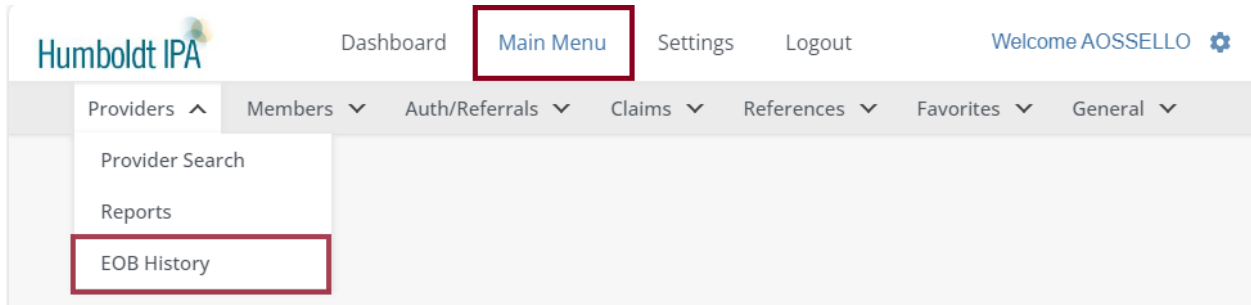 Humboldt IPA Dashboard Main Menu Settings Logout Welcome AOSSELLO
Providers Members Auth/Referrals Claims References Favorites General
Provider Search
Reports
EOB History